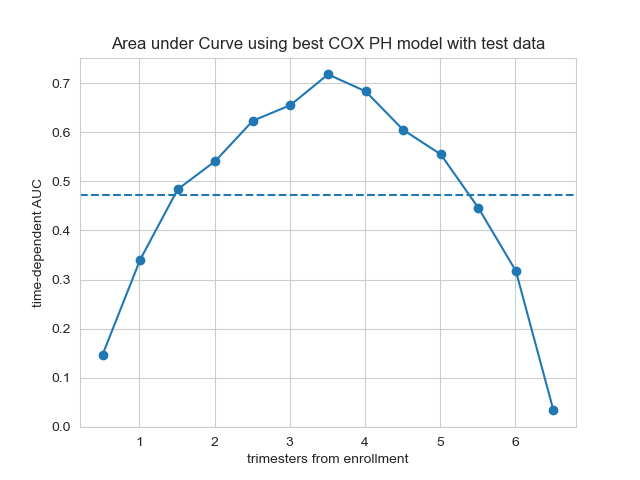 Area under Curve using best COX PH model with test data
time-dependent AUC
0.7
0.6
0.5
0.4
0.3
0.2
0.1
0.0
1 2 3 4 5 6
trimesters from enrollment